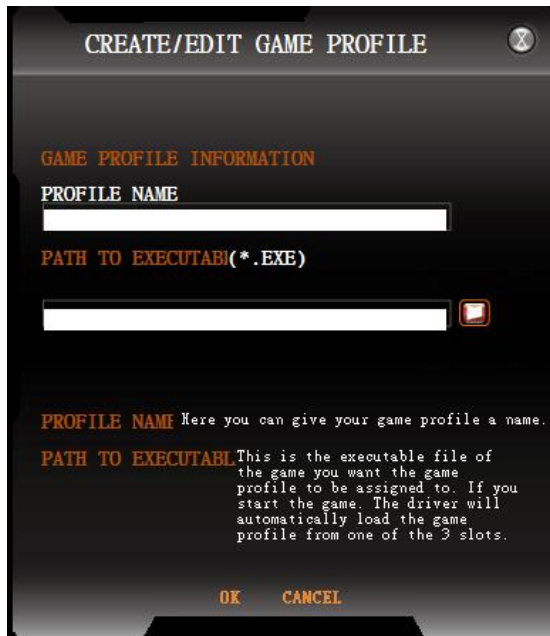 CREATE/EDIT GAME PROFILE
X
GAME PROFILE INFORMATION
PROFILE NAME
PATH TO EXECUTABI(*.EXE)
PROFILE NAME Here you can give your game profile a name.
PATH TO EXECUTABL This is the executable file of
the game you want the game
profile to be assigned to. If you
start the game. The driver will
automatically load the game
profile from one of the 3 slots.
OK CANCEL